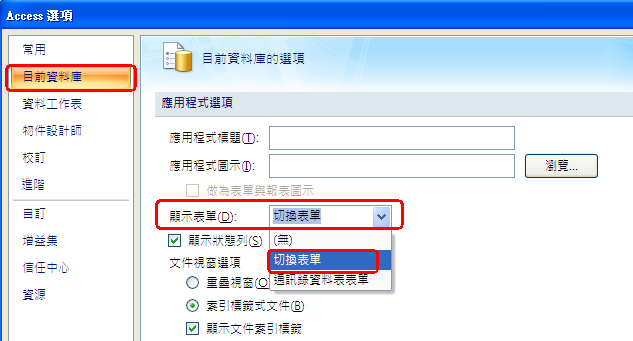 Access 選項
常用
目前資料庫
資料工作表
物件設計師
校訂
進階
自訂
增益集
信任中心
資源
目前資料庫的選項
應用程式選項
應用程式標題(T):
應用程式圖示(I):
瀏覽...
做為表單與報表圖示
顯示表單(D):
切換表單
顯示狀態列(S)
(無)
切換表單
通訊錄資料表表單
文件視窗選項
重疊視窗(O
索引標籤式文件(B)
顯示文件索引標籤